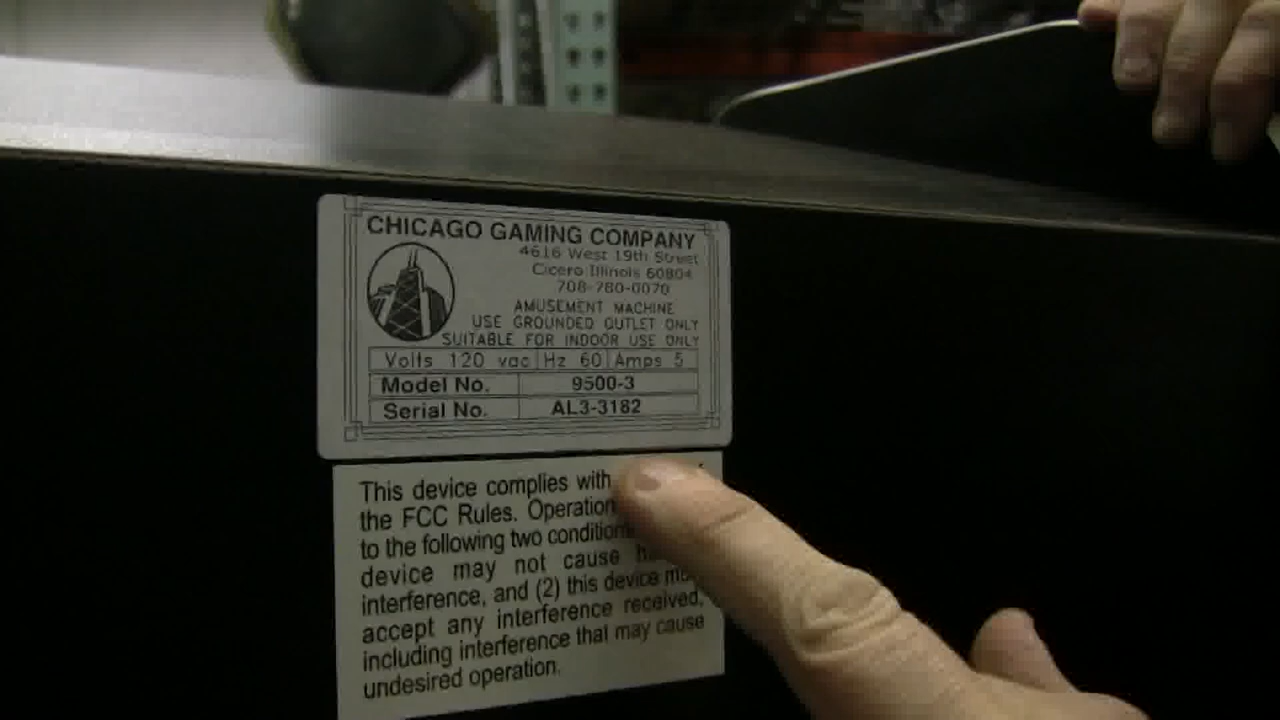 CHICAGO GAMING COMPANY
4616 West 19th Street
Cicero Illinois 60804
708-780-0070
AMUSEMENT MACHINE
USE GROUNDED OUTLET ONLY
SUITABLE FOR INDOOR USE ONLY
Volts 120 vac Hz 60 Amps 5
Model No. 9500-3
Serial No. AL3-3182
This device complies with
the FCC Rules. Operation
to the following two
device may not cause
interference, and (2) this device
accept any interference received,
including interference that may cause
undesired operation.